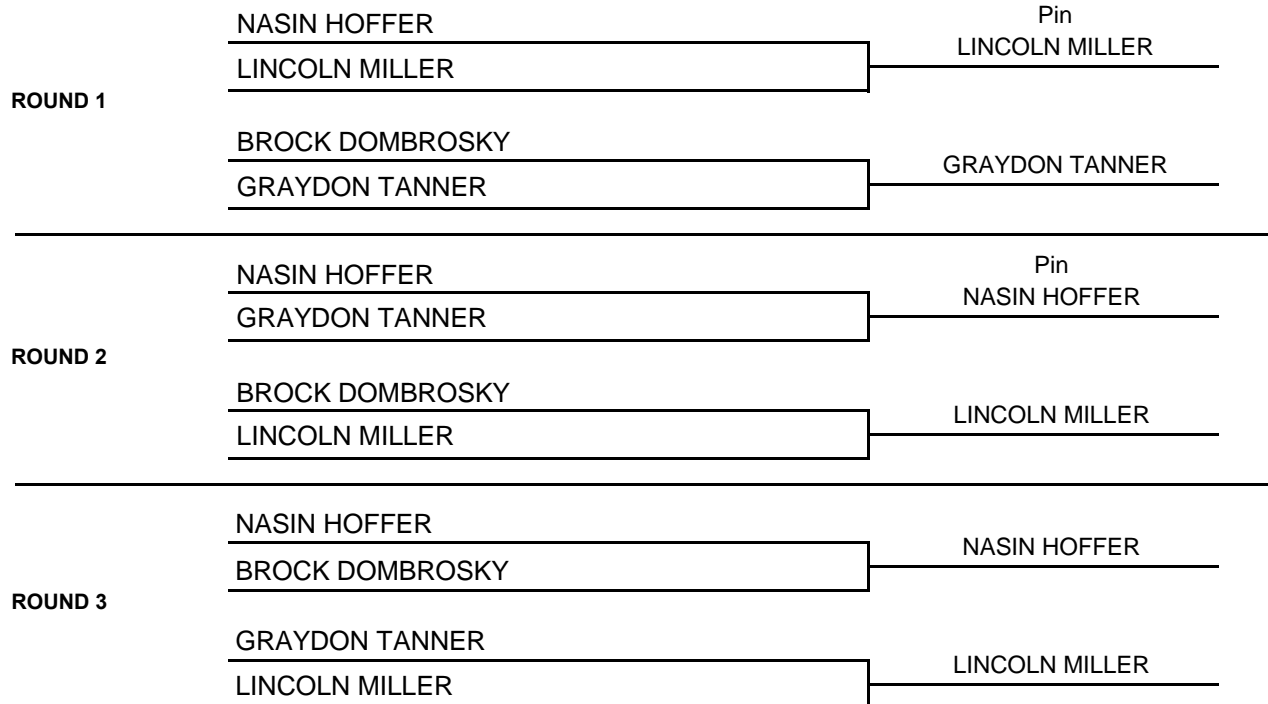 NASIN HOFFER
Pin
LINCOLN MILLER
LINCOLN MILLER
ROUND 1
BROCK DOMBROSKY
GRAYDON TANNER
GRAYDON TANNER
NASIN HOFFER
Pin
NASIN HOFFER
GRAYDON TANNER
ROUND 2
BROCK DOMBROSKY
LINCOLN MILLER
LINCOLN MILLER
NASIN HOFFER
NASIN HOFFER
BROCK DOMBROSKY
ROUND 3
GRAYDON TANNER
LINCOLN MILLER
LINCOLN MILLER